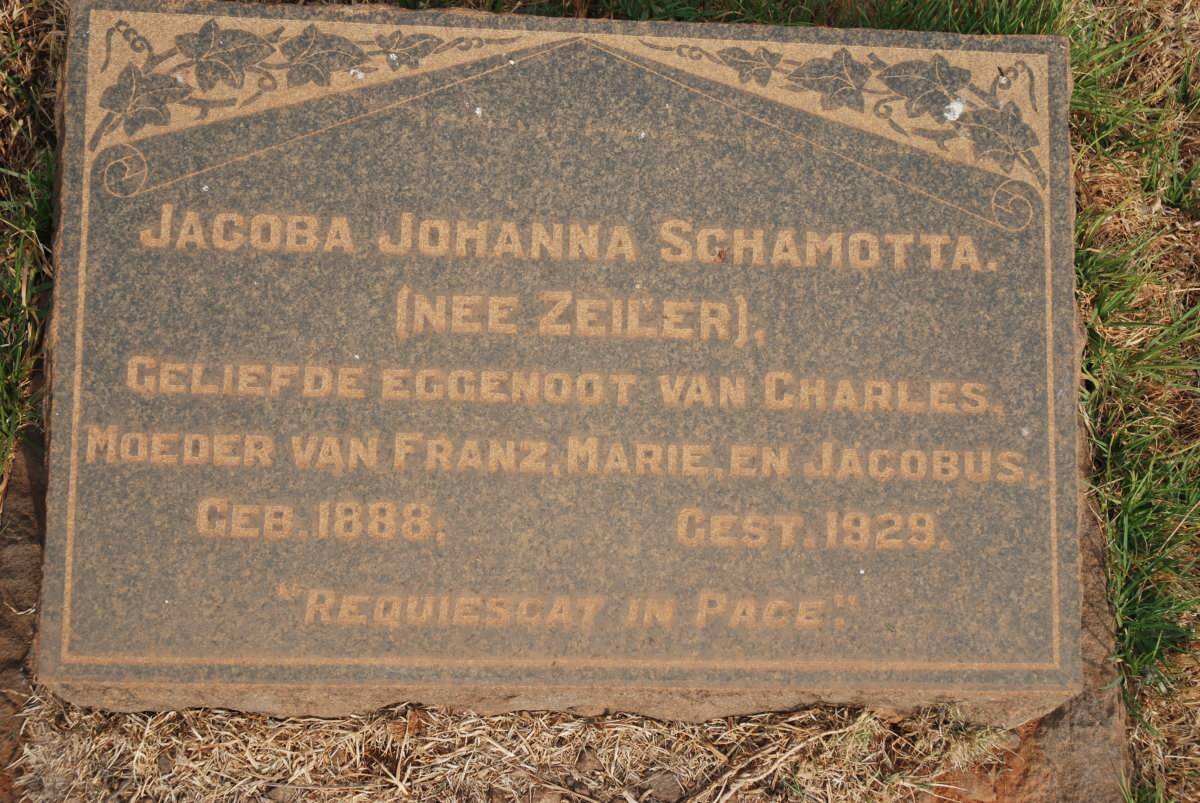 JACOBA JOHANNA SCHAMOTTA.
(NEE ZEILER),
GELIEFDE EGGENOOT VAN CHARLES,
MOEDER VAN FRANZ, MARIE, EN JACOBUS.
GEB. 1888. GEST. 1929.
"REQUIESCAT IN PACE."